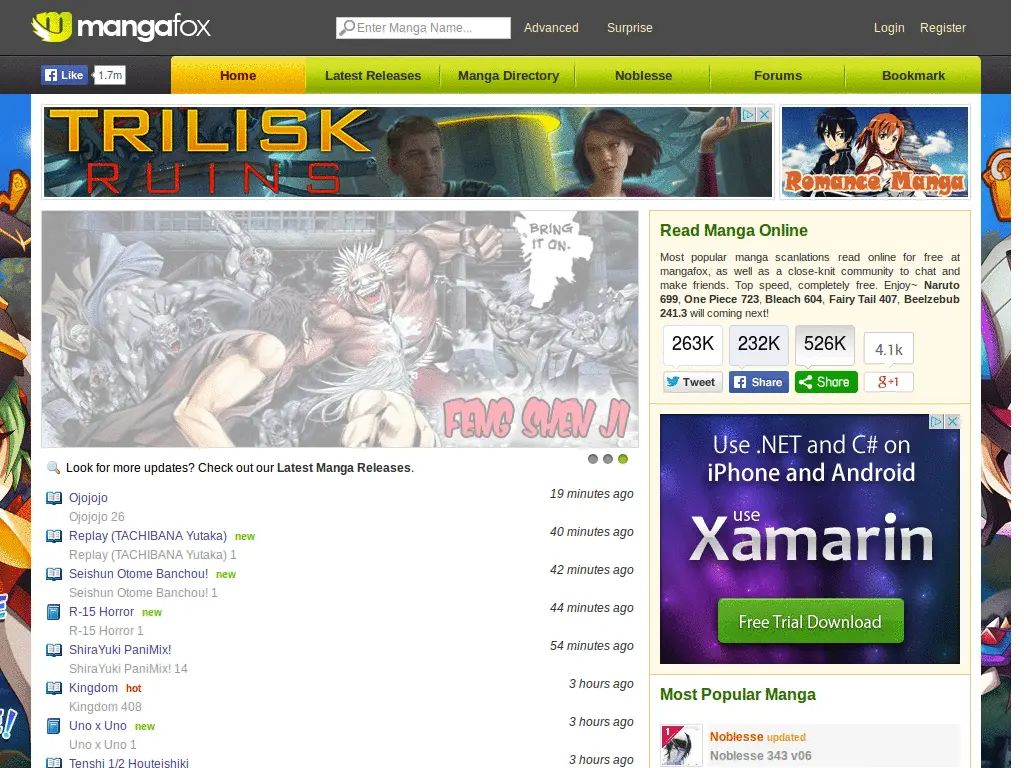 mangafox
Enter Manga Name...
Advanced
Surprise
Login
Register
Like
1.7m
Home
Latest Releases
Manga Directory
Noblesse
Forums
Bookmark
TRILISK
RUINS
Romance Manga
BRING
IT ON.
FENG SHEN JI
Read Manga Online
Most popular manga scanlations read online for free at
mangafox, as well as a close-knit community to chat and
make friends. Top speed, completely free. Enjoy~ Naruto
699, One Piece 723, Bleach 604, Fairy Tail 407, Beelzebub
241.3 will coming next!
263K
232K
526K
4.1k
Tweet
Share
Share
g+1
Look for more updates? Check out our Latest Manga Releases.
Ojojojo
19 minutes ago
Ojojojo 26
Replay (TACHIBANA Yutaka) new
40 minutes ago
Replay (TACHIBANA Yutaka) 1
Seishun Otome Banchou! new
42 minutes ago
Seishun Otome Banchou! 1
R-15 Horror new
44 minutes ago
R-15 Horror 1
ShiraYuki PaniMix!
54 minutes ago
ShiraYuki PaniMix! 14
Kingdom hot
3 hours ago
Kingdom 408
Uno x Uno new
3 hours ago
Uno x Uno 1
Tenshi 1/2 Houteishiki
3 hours ago
Use .NET and C# on
iPhone and Android
use
Xamarin
Free Trial Download
Most Popular Manga
1
Noblesse updated
Noblesse 343 v06